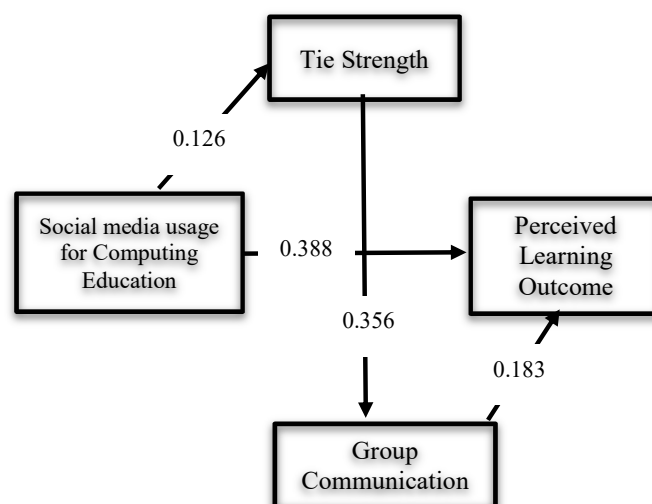 Tie Strength
0.126
Social media usage
for Computing
Education
0.388
Perceived
Learning
Outcome
0.356
0.183
Group
Communication